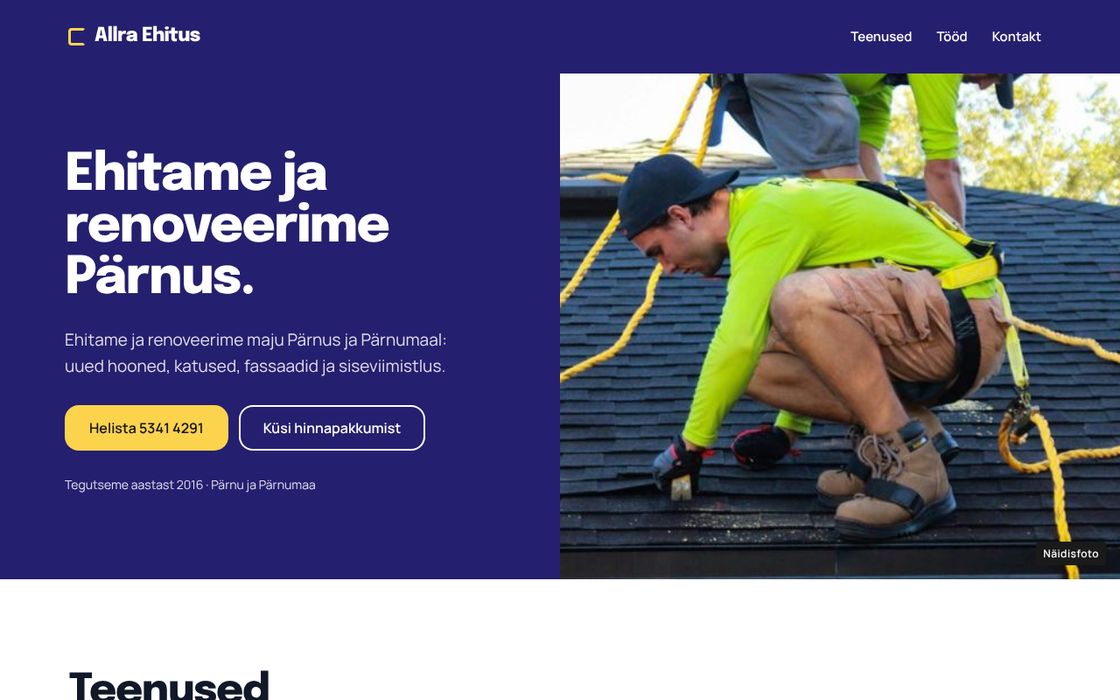 Allra Ehitus
Teenused
Tööd
Kontakt
Ehitame ja
renoveerime
Pärnus.
Ehitame ja renoveerime maju Pärnus ja Pärnumaal:
uued hooned, katused, fassaadid ja siseviimistlus.
Helista 5341 4291
Küsi hinnapakkumist
Tegutseme aastast 2016 · Pärnu ja Pärnumaa
Näidisfoto
Teenused